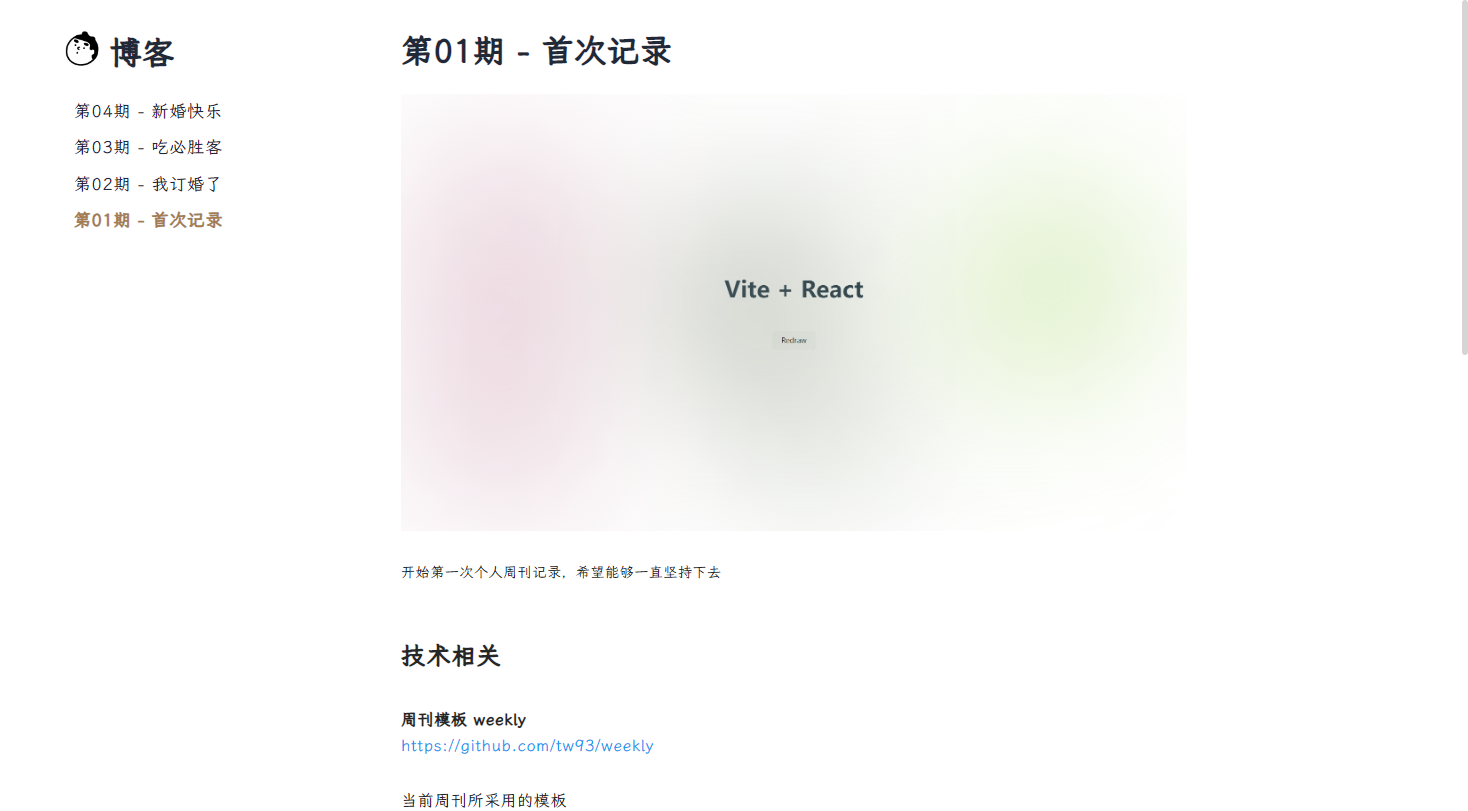 博客
第04期 - 新婚快乐
第03期 - 吃必胜客
第02期 - 我订婚了
第01期 - 首次记录
第01期 - 首次记录
Vite + React
Redraw
开始第一次个人周刊记录，希望能够一直坚持下去
技术相关
周刊模板 weekly
https://github.com/tw93/weekly
当前周刊所采用的模板